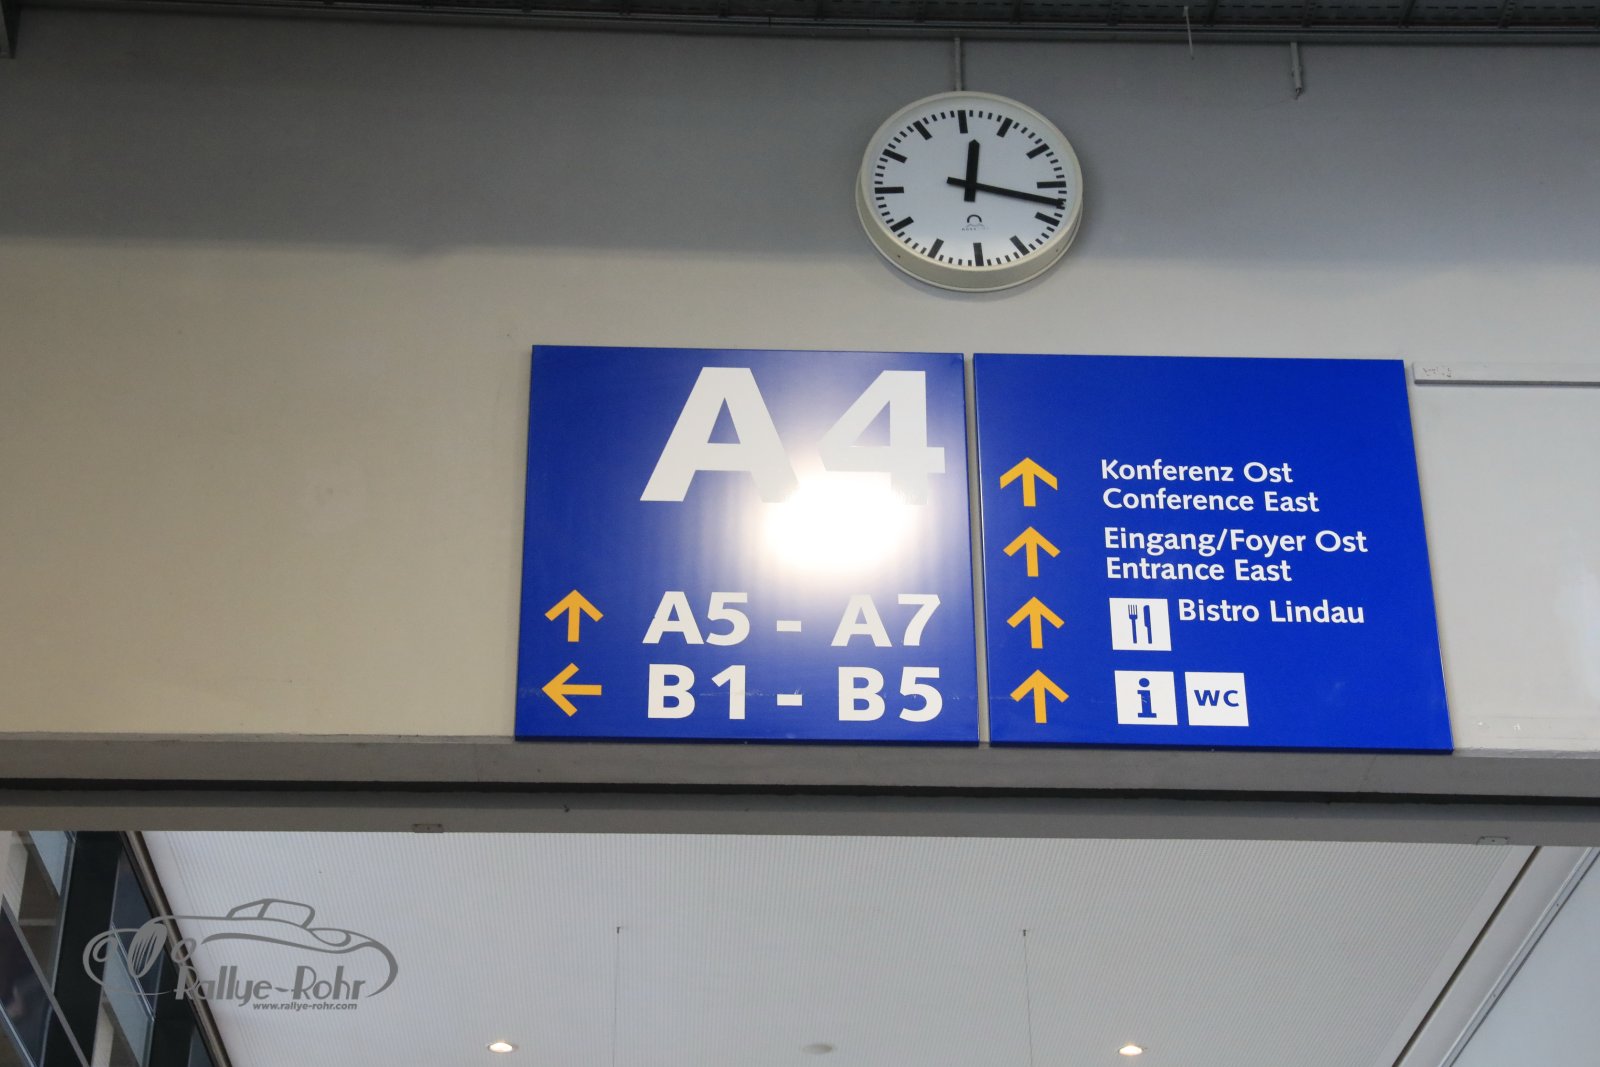 A4
A5 - A7
B1 - B5
Konferenz Ost
Conference East
Eingang/Foyer Ost
Entrance East
Bistro Lindau
i WC
Rallye-Rohr
www.rallye-rohr.com